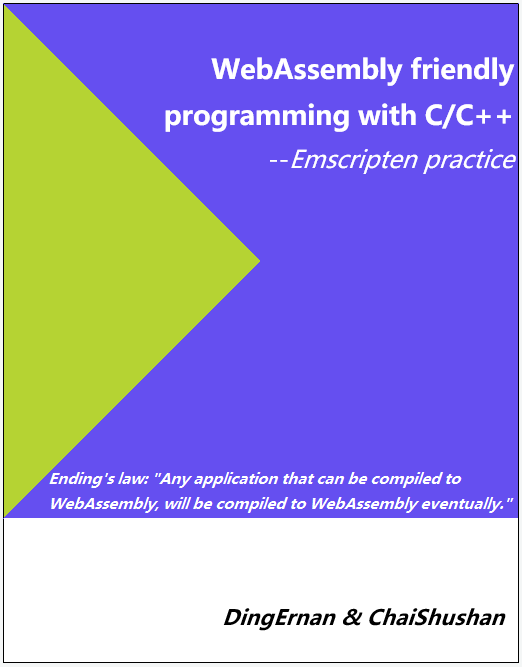 WebAssembly friendly
programming with C/C++
--Emscripten practice
Ending's law: "Any application that can be compiled to
WebAssembly, will be compiled to WebAssembly eventually."
DingErnan & ChaiShushan